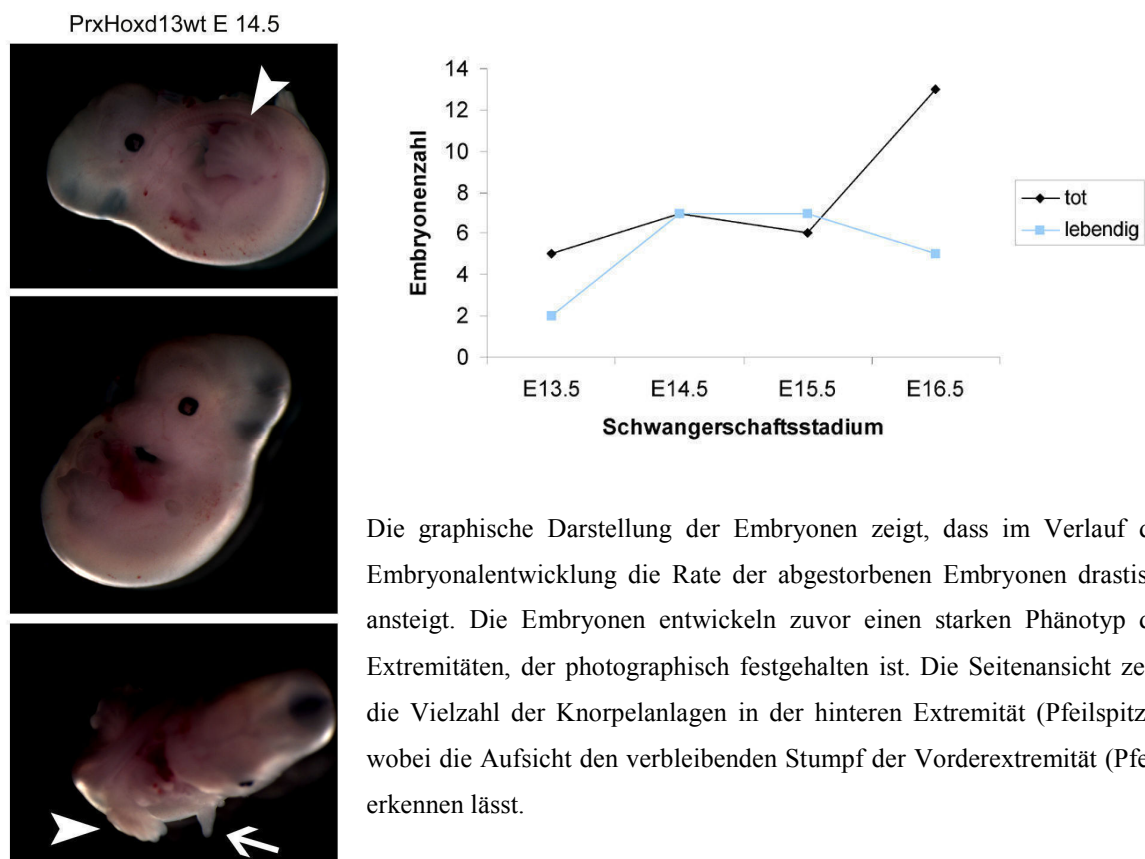 PrxHoxd13wt E 14.5
14
12
10
8
6
4
2
0
Embryonenzahl
E13.5 E14.5 E15.5 E16.5
Schwangerschaftsstadium
tot
lebendig
Die graphische Darstellung der Embryonen zeigt, dass im Verlauf d
Embryonalentwicklung die Rate der abgestorbenen Embryonen drastis
ansteigt. Die Embryonen entwickeln zuvor einen starken Phänotyp d
Extremitäten, der photographisch festgehalten ist. Die Seitenansicht ze
die Vielzahl der Knorpelanlagen in der hinteren Extremität (Pfeilspitz
wobei die Aufsicht den verbleibenden Stumpf der Vorderextremität (Pfe
erkennen lässt.